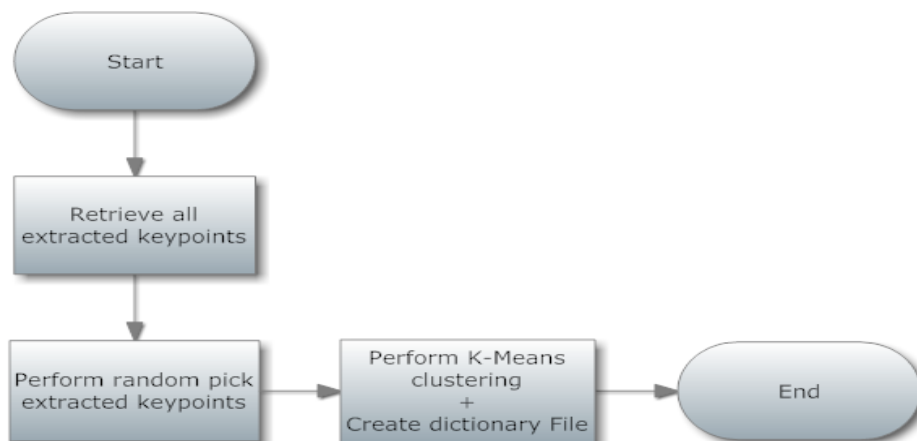 Start
Retrieve all
extracted keypoints
Perform random pick
extracted keypoints
Perform K-Means
clustering
+
Create dictionary File
End